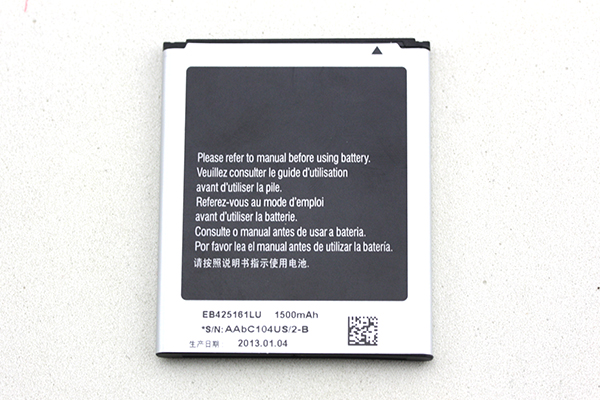 Please refer to manual before using battery.
Veuillez consulter le guide d'utilisation
avant d'utiliser la pile.
Referez-vous au mode d'emploi
avant d'utiliser la batterie.
Consulte o manual antes de usar a bateria.
Por favor lea el manual antes de utilizar la batería.
请按照说明书指示使用电池.
EB425161LU 1500mAh
*S/N: AAbC104US/2-B
生产日期 2013.01.04